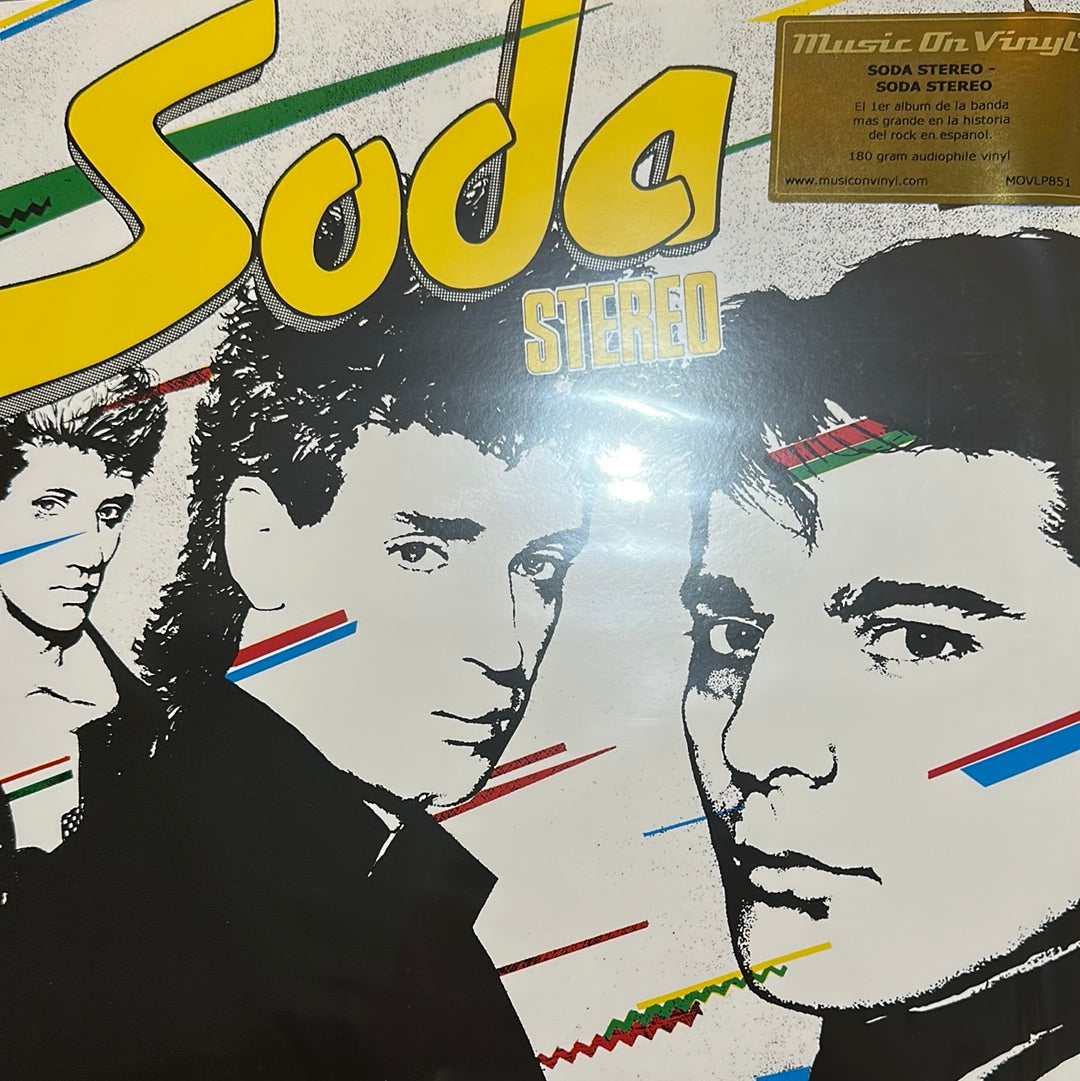 Soda
STEREO
Music On Vinyl
SODA STEREO -
SODA STEREO
El 1er album de la banda
mas grande en la historia
del rock en espanol.
180 gram audiophile vinyl
www.musiconvinyl.com MOVLP851